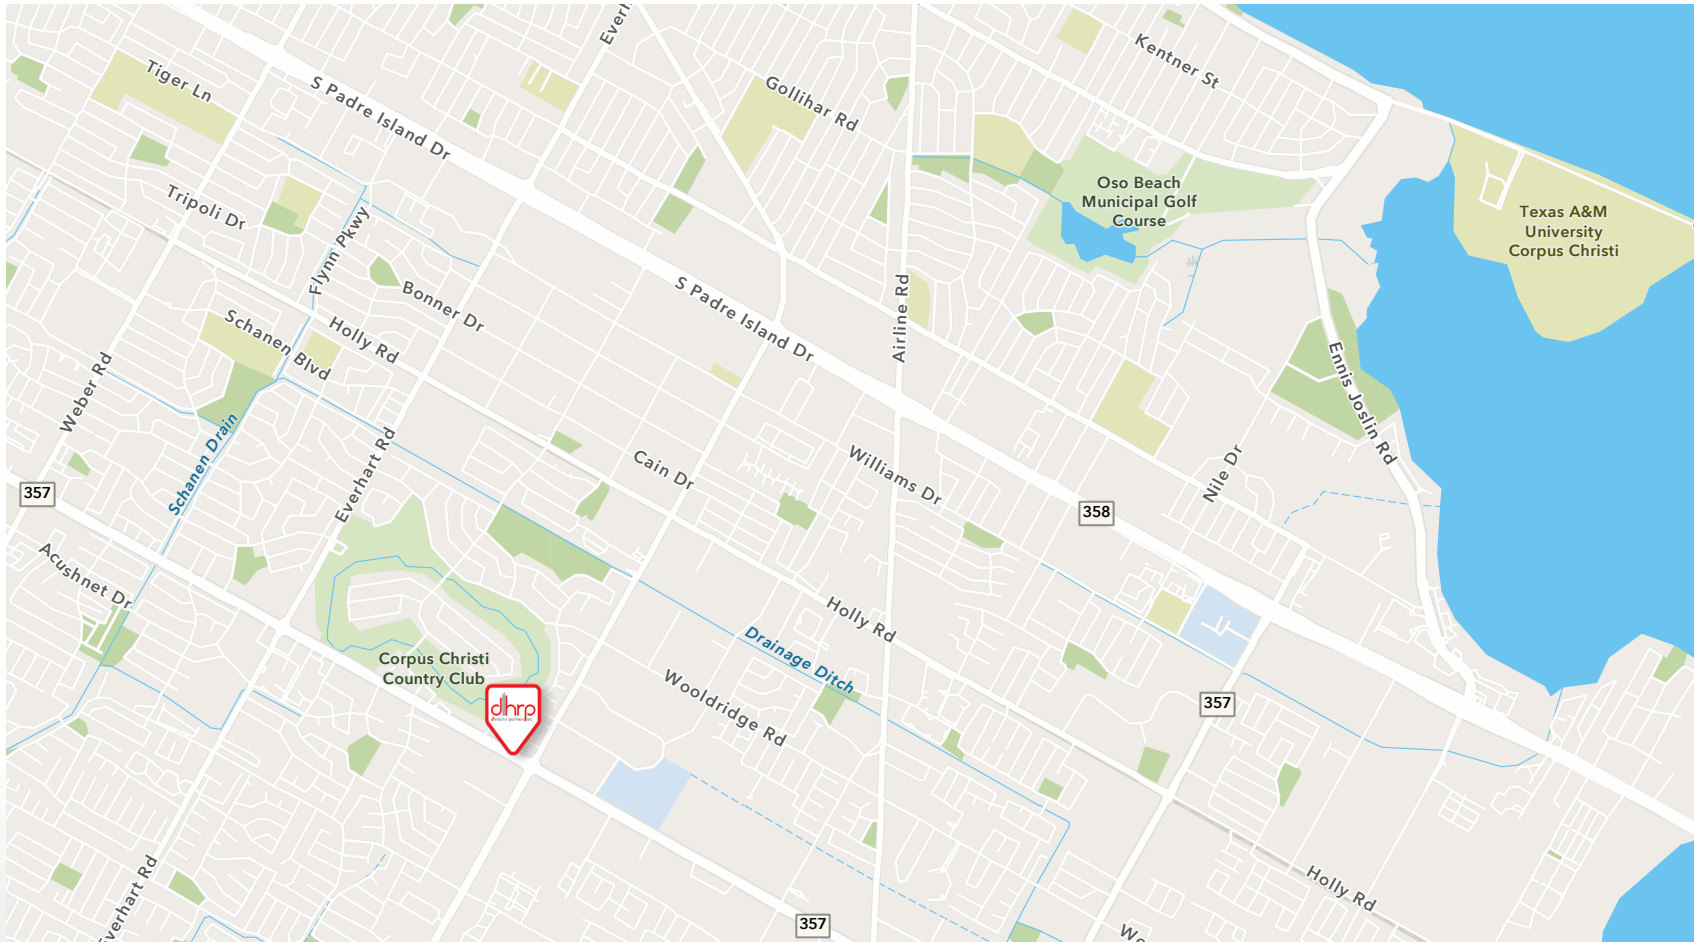 Everh
Kentner St
Tiger Ln
Gollihar Rd
S Padre Island Dr
Oso Beach
Municipal Golf
Course
Texas A&M
University
Corpus Christi
Tripoli Dr
Flynn Pkwy
Bonner Dr
S Padre Island Dr
Airline Rd
Schanen Blvd
Holly Rd
Weber Rd
Ennis Joslin Rd
Schanen Drain
Everhart Rd
Cain Dr
Williams Dr
Nile Dr
357
358
Acushnet Dr
Holly Rd
Drainage Ditch
Corpus Christi
Country Club
dhrp
Wooldridge Rd
357
Everhart Rd
Holly Rd
357
Wo